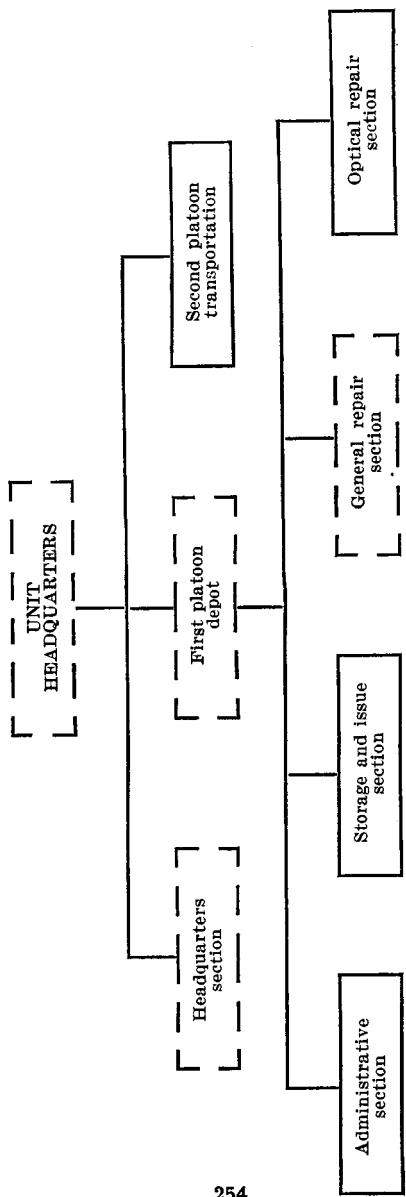 UNIT
HEADQUARTERS
Headquarters
section
First platoon
depot
Second platoon
transportation
Administrative
section
Storage and issue
section
General repair
section
Optical repair
section
254